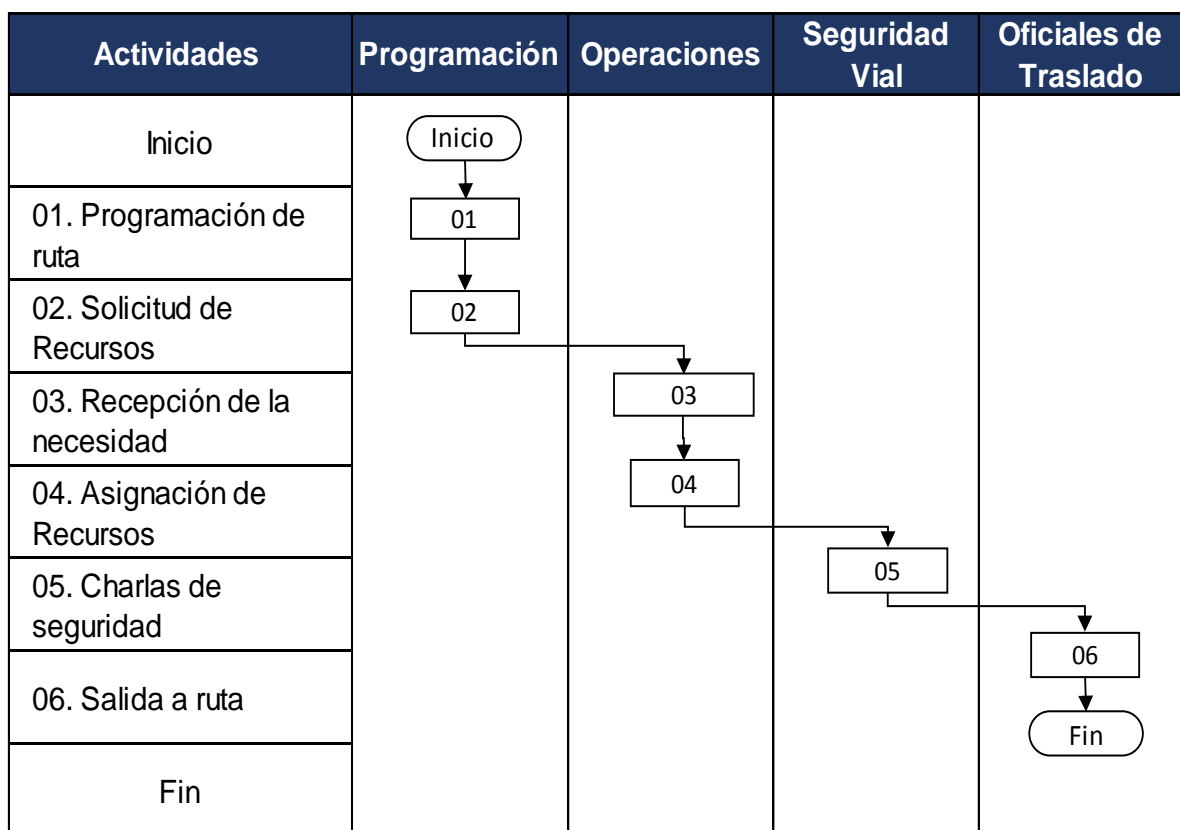 Actividades
Programación
Operaciones
Seguridad
Vial
Oficiales de
Traslado
Inicio
Inicio
01. Programación de
ruta
01
02. Solicitud de
Recursos
02
03. Recepción de la
necesidad
03
04. Asignación de
Recursos
04
05. Charlas de
seguridad
05
06. Salida a ruta
06
Fin
Fin